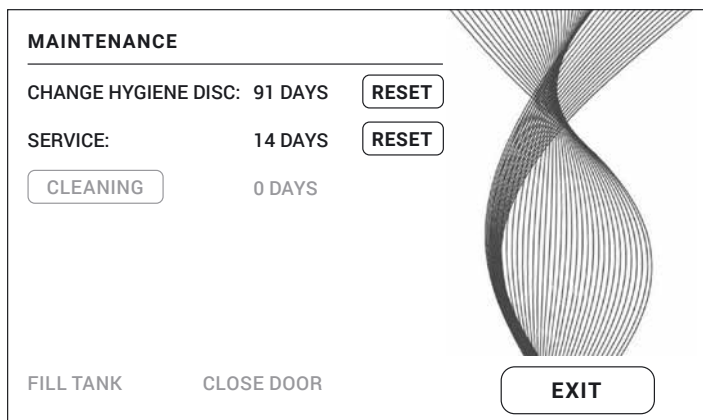 MAINTENANCE
CHANGE HYGIENE DISC: 91 DAYS RESET
SERVICE: 14 DAYS RESET
CLEANING 0 DAYS
FILL TANK CLOSE DOOR EXIT